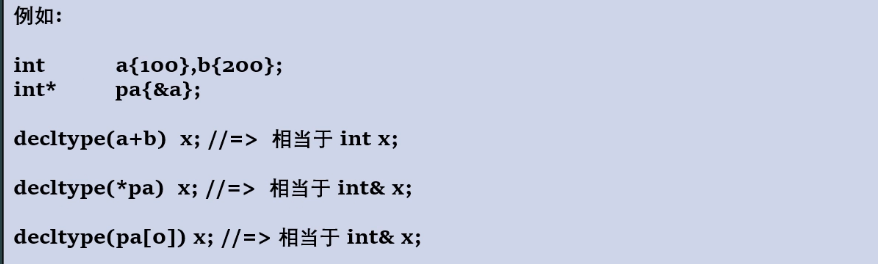 例如:
int a{100},b{200};
int* pa{&a};
decltype(a+b) x; //=> 相当于 int x;
decltype(*pa) x; //=> 相当于 int& x;
decltype(pa[0]) x; //=> 相当于 int& x;